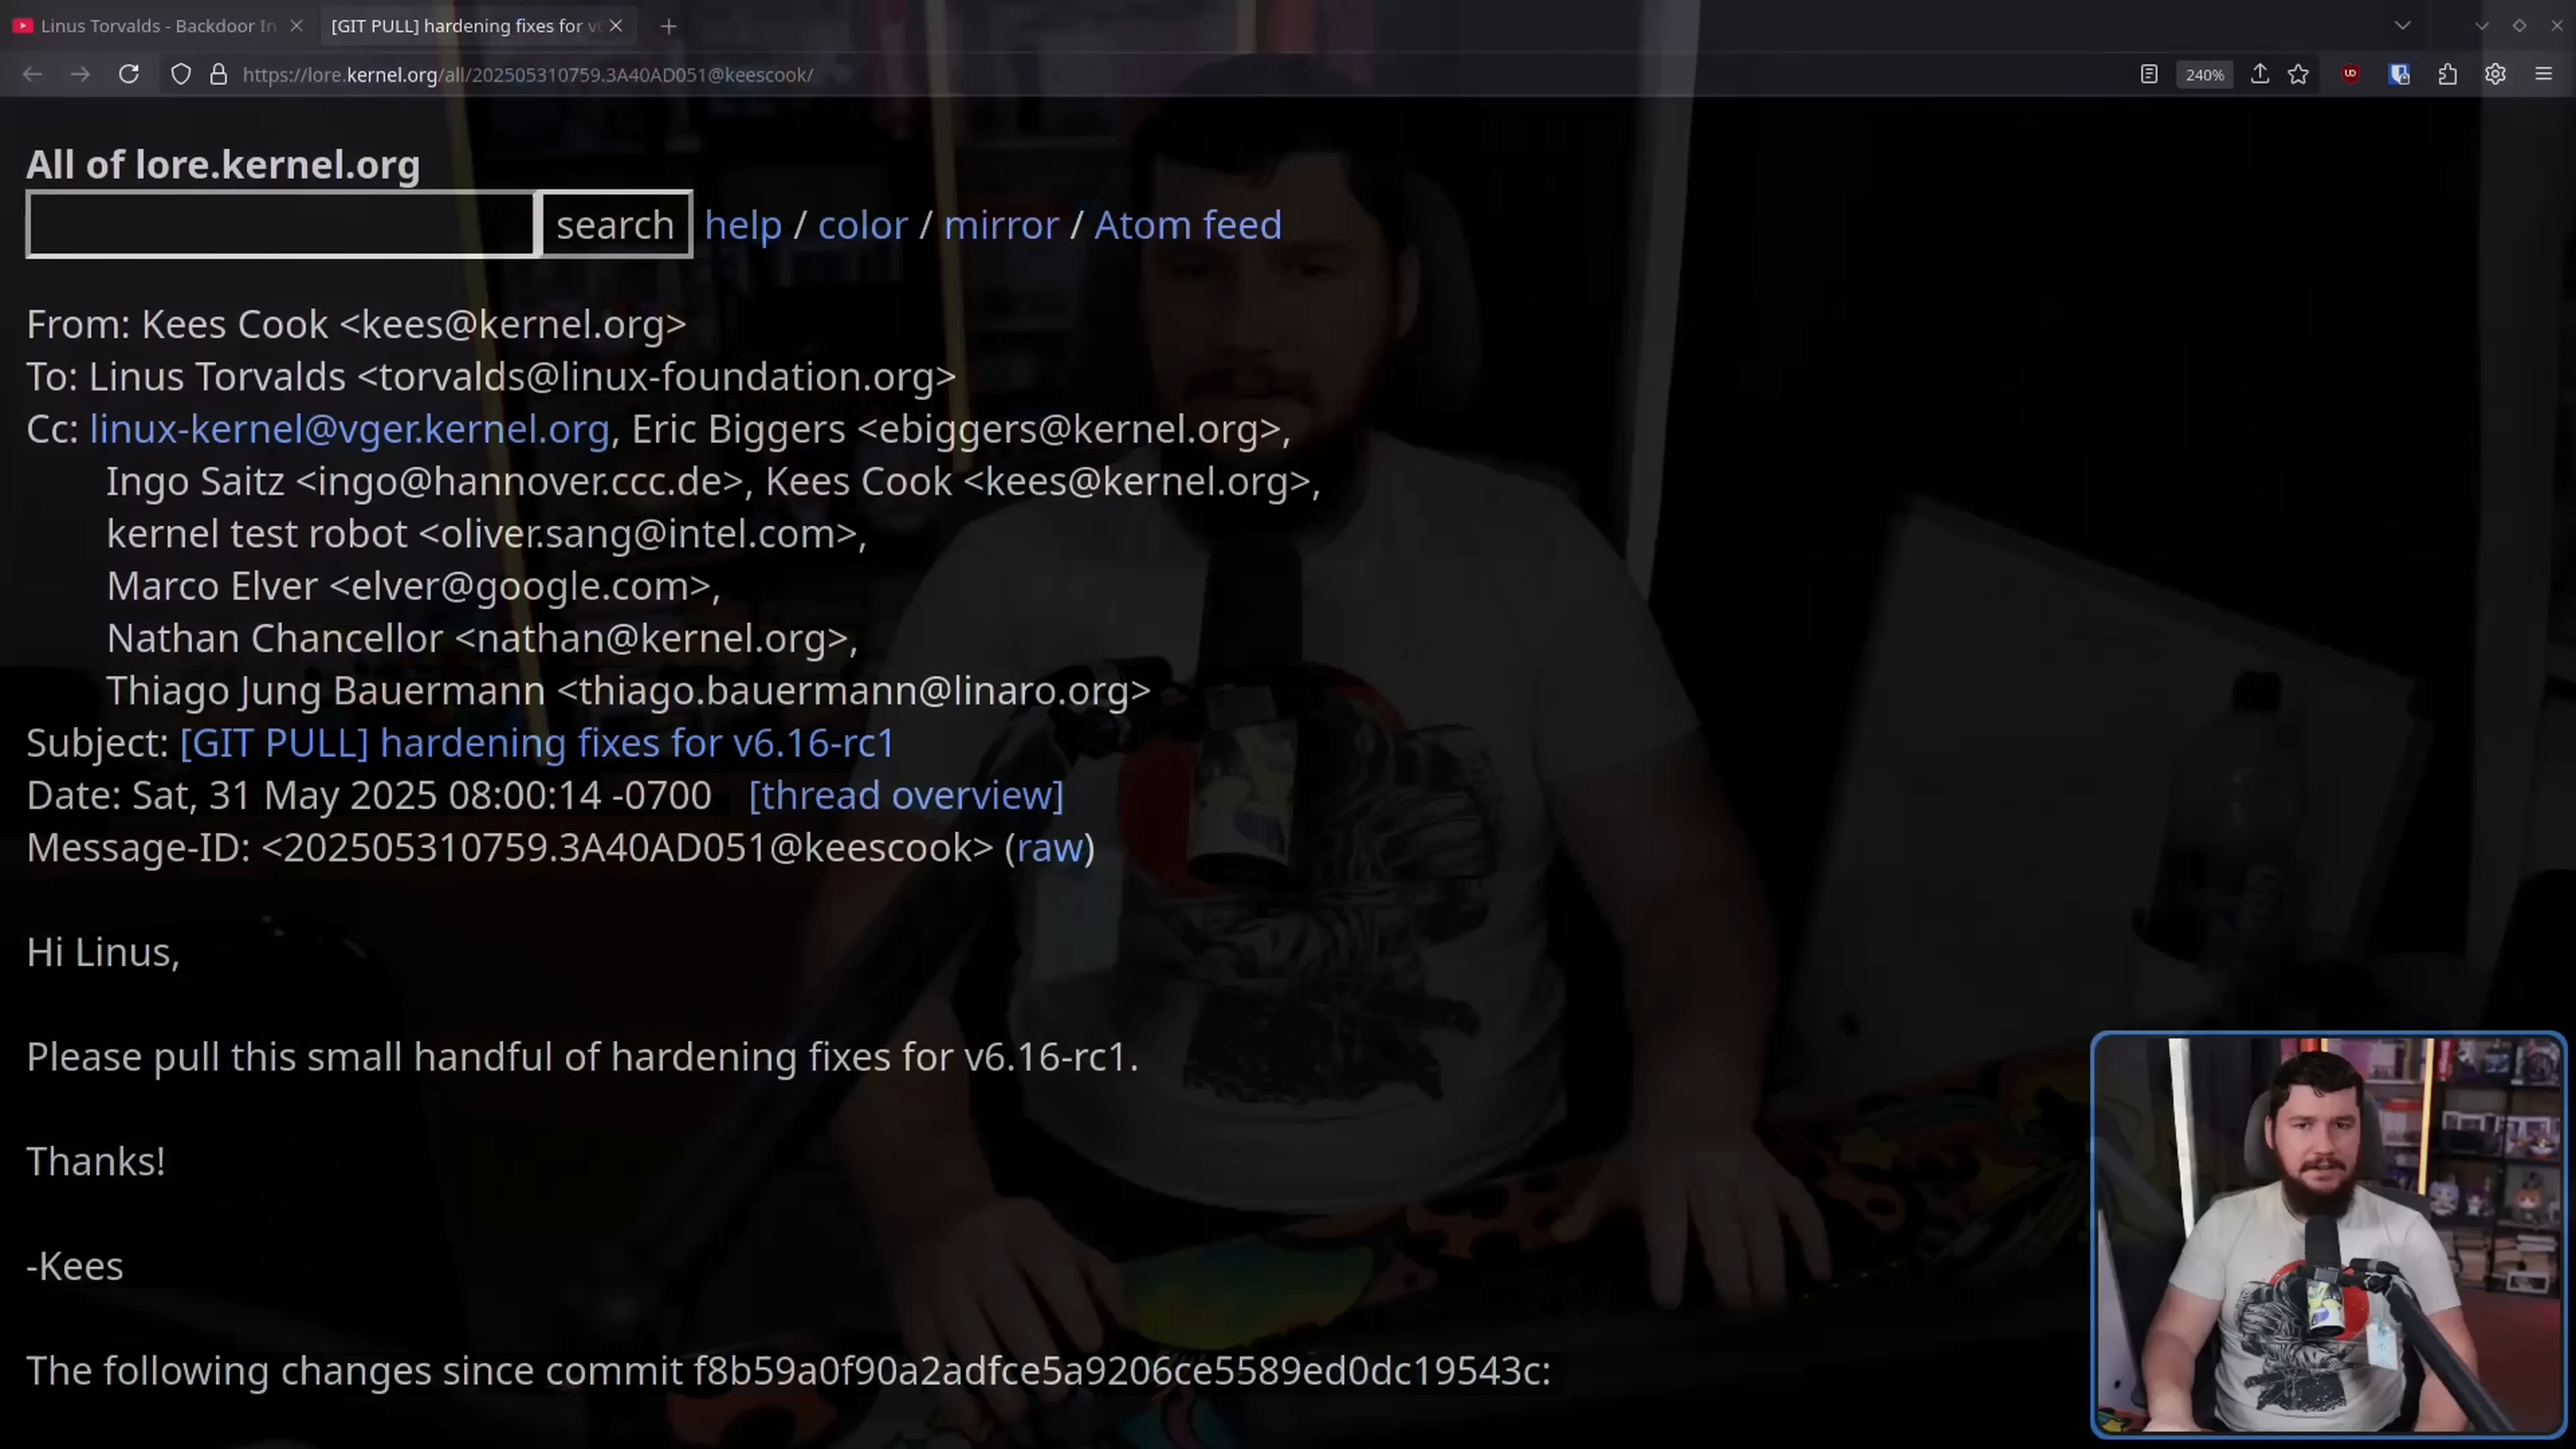 Linus Torvalds - Backdoor In
[GIT PULL] hardening fixes for v
https://lore.kernel.org/all/202505310759.3A40AD051@keescook/
240%
All of lore.kernel.org
search help / color / mirror / Atom feed
From: Kees Cook <kees@kernel.org>
To: Linus Torvalds <torvalds@linux-foundation.org>
Cc: linux-kernel@vger.kernel.org, Eric Biggers <ebiggers@kernel.org>,
Ingo Saitz <ingo@hannover.ccc.de>, Kees Cook <kees@kernel.org>,
kernel test robot <oliver.sang@intel.com>,
Marco Elver <elver@google.com>,
Nathan Chancellor <nathan@kernel.org>,
Thiago Jung Bauermann <thiago.bauermann@linaro.org>
Subject: [GIT PULL] hardening fixes for v6.16-rc1
Date: Sat, 31 May 2025 08:00:14 -0700 [thread overview]
Message-ID: <202505310759.3A40AD051@keescook> (raw)
Hi Linus,
Please pull this small handful of hardening fixes for v6.16-rc1.
Thanks!
-Kees
The following changes since commit f8b59a0f90a2adfce5a9206ce5589ed0dc19543c: